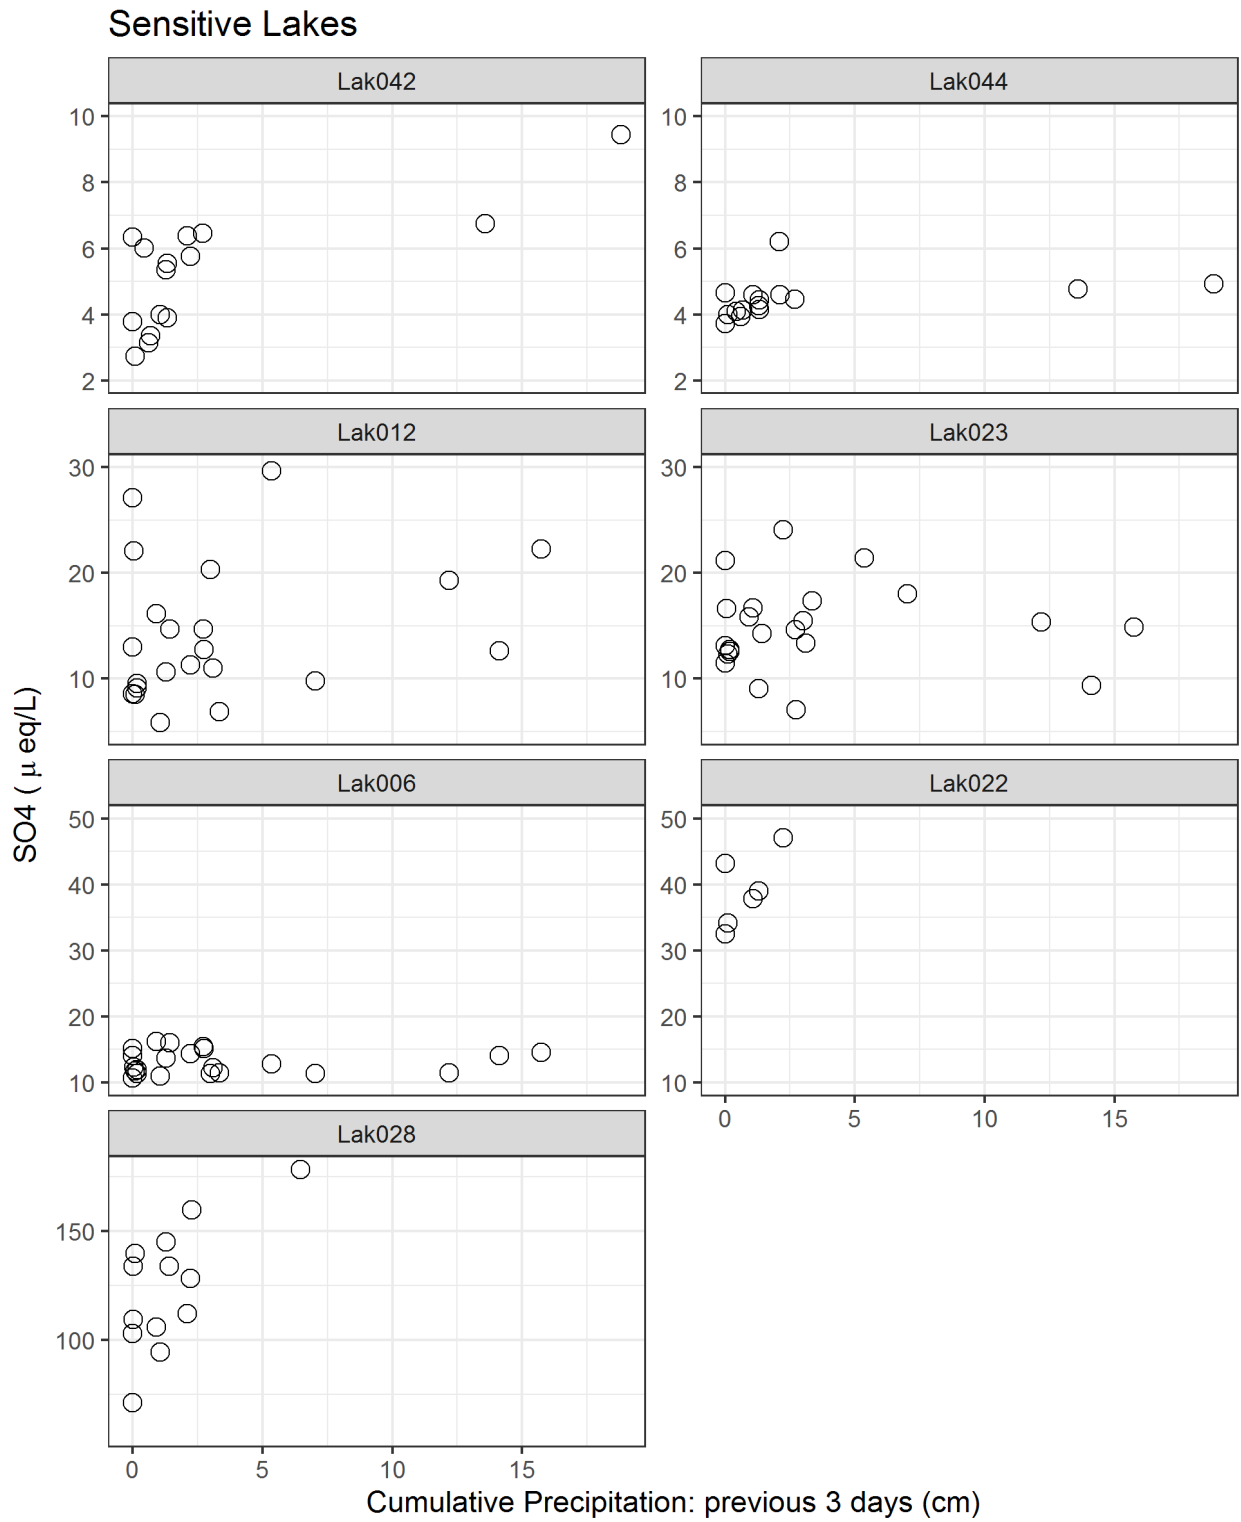 Sensitive Lakes
Lak042
Lak044
10
8
6
4
2
10
8
6
4
2
Lak012
Lak023
30
20
10
30
20
10
Lak006
Lak022
50
40
30
20
10
50
40
30
20
10
0 5 10 15
Lak028
150
100
0 5 10 15
SO4 ( μ eq/L)
Cumulative Precipitation: previous 3 days (cm)